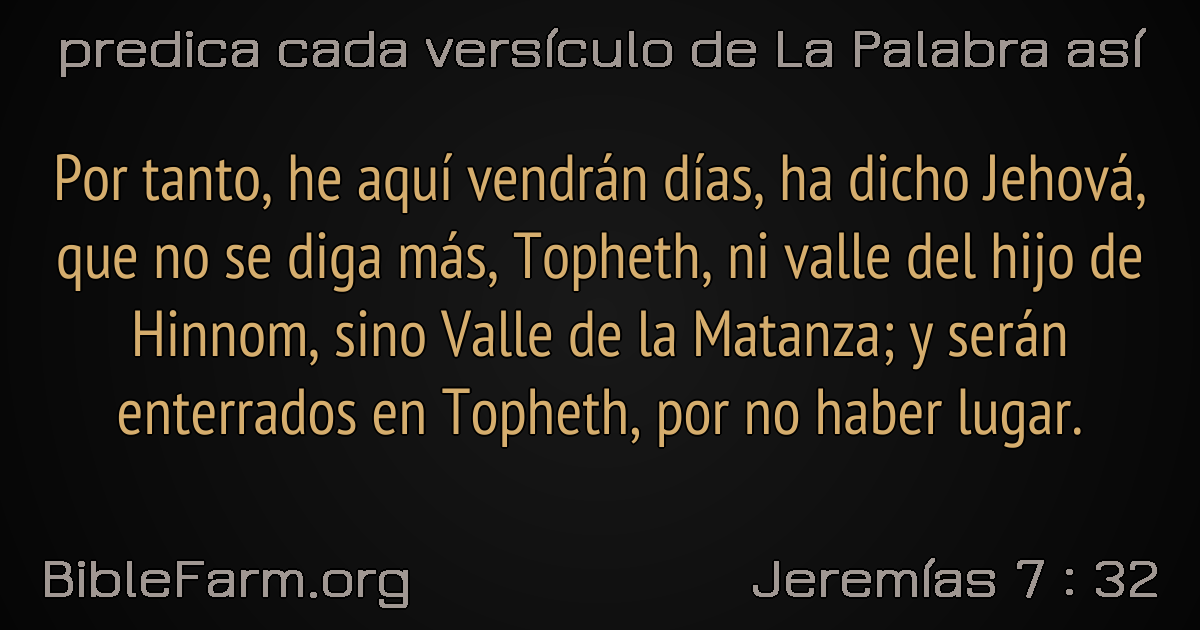 predica cada versículo de La Palabra así
Por tanto, he aquí vendrán días, ha dicho Jehová,
que no se diga más, Topheth, ni valle del hijo de
Hinnom, sino Valle de la Matanza; y serán
enterrados en Topheth, por no haber lugar.
BibleFarm.org
Jeremías 7 : 32